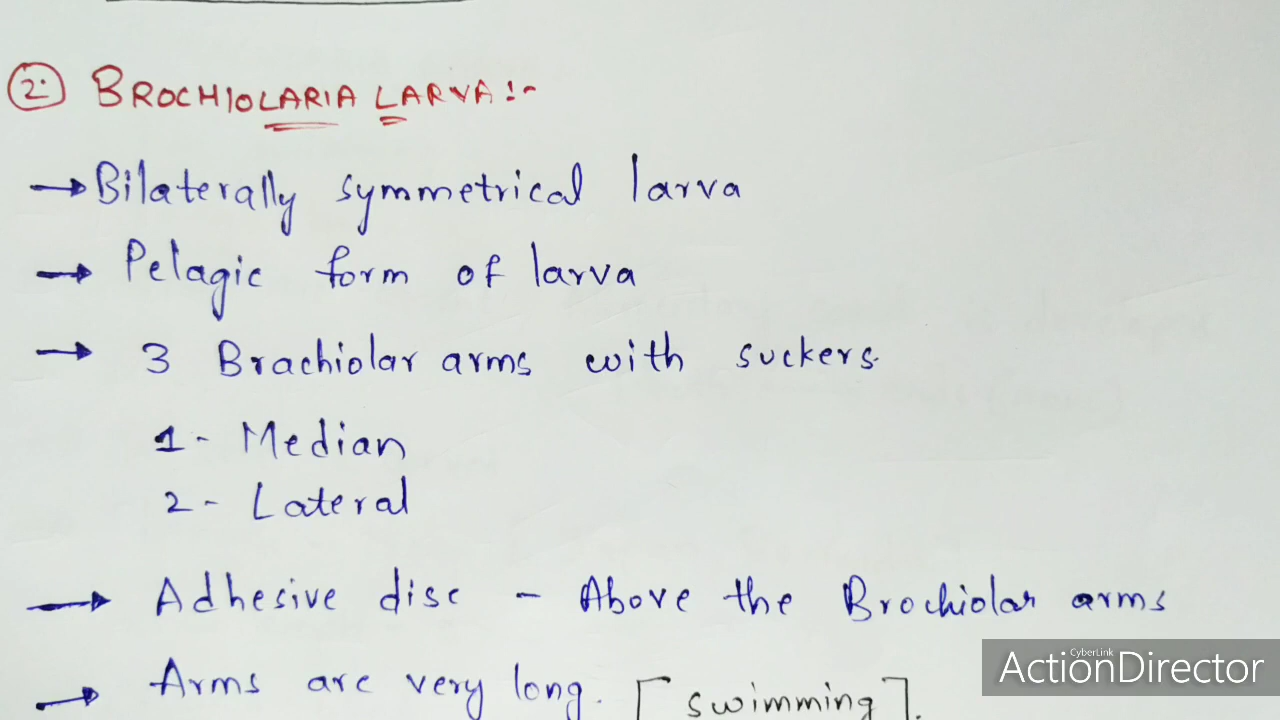 2. BROCHIOLARIA LARVA :-
→ Bilaterally symmetrical larva
→ Pelagic form of larva
→ 3 Brachiolar arms with suckers.
1 - Median
2 - Lateral
→ Adhesive disc - Above the Brochiolar arms
→ Arms are very long. [swimming].
CyberLink
ActionDirector